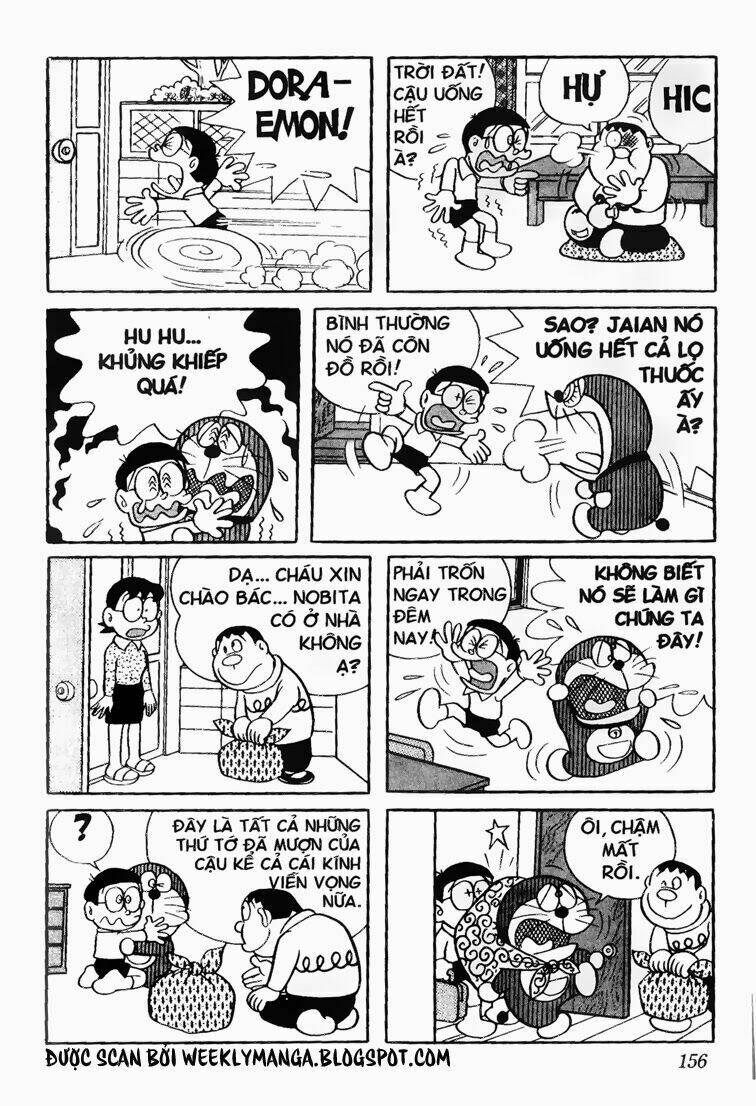 HIC
HỰ
TRỜI ĐẤT!
CẬU UỐNG
HẾT
RỒI
À?
DORA-
EMON!
SAO? JAIAN NÓ
UỐNG HẾT CẢ LỌ
THUỐC
ẤY
À?
BÌNH THƯỜNG
NÓ ĐÃ CÔN
ĐỒ RỒI!
HU HU...
KHỦNG KHIẾP
QUÁ!
KHÔNG BIẾT
NÓ SẼ LÀM GÌ
CHÚNG TA
ĐÂY!
PHẢI TRỐN
NGAY TRONG
ĐÊM
NAY!
DẠ... CHÁU XIN
CHÀO BÁC... NOBITA
CÓ Ở NHÀ
KHÔNG
Ạ?
ÔI, CHẬM
MẤT
RỒI.
ĐÂY LÀ TẤT CẢ NHỮNG
THỨ TỚ ĐÃ MƯỢN CỦA
CẬU KỂ CẢ CÁI KÍNH
VIỄN VỌNG
NỮA.
?
ĐƯỢC SCAN BỞI WEEKLYMANGA.BLOGSPOT.COM
156